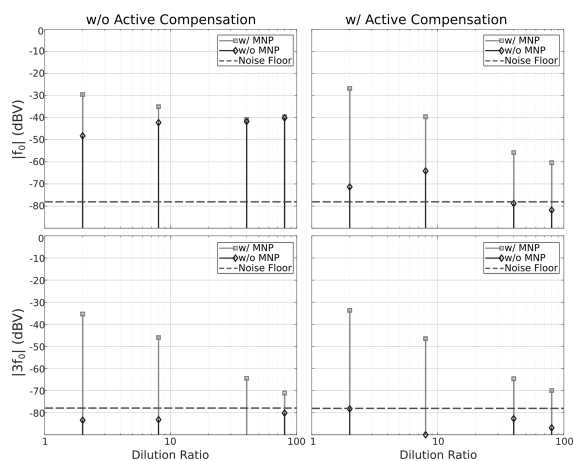 w/o Active Compensation
w/ Active Compensation
0
-10
-20
-30
-40
-50
-60
-70
-80
|f0| (dBV)
w/ MNP
w/o MNP
Noise Floor
w/ MNP
w/o MNP
Noise Floor
0
-10
-20
-30
-40
-50
-60
-70
-80
|3f0| (dBV)
w/ MNP
w/o MNP
Noise Floor
w/ MNP
w/o MNP
Noise Floor
1 10 100
1 10 100
Dilution Ratio
Dilution Ratio